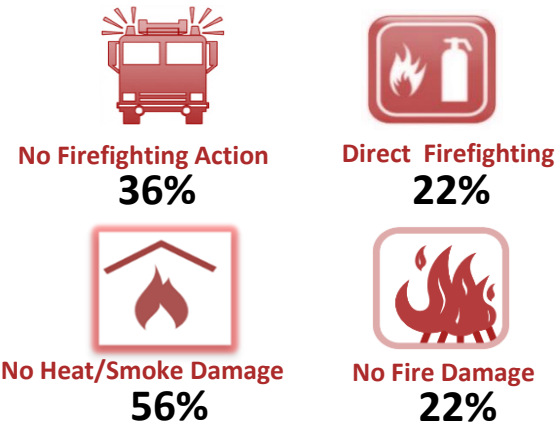 No Firefighting Action
36%
Direct Firefighting
22%
No Heat/Smoke Damage
56%
No Fire Damage
22%